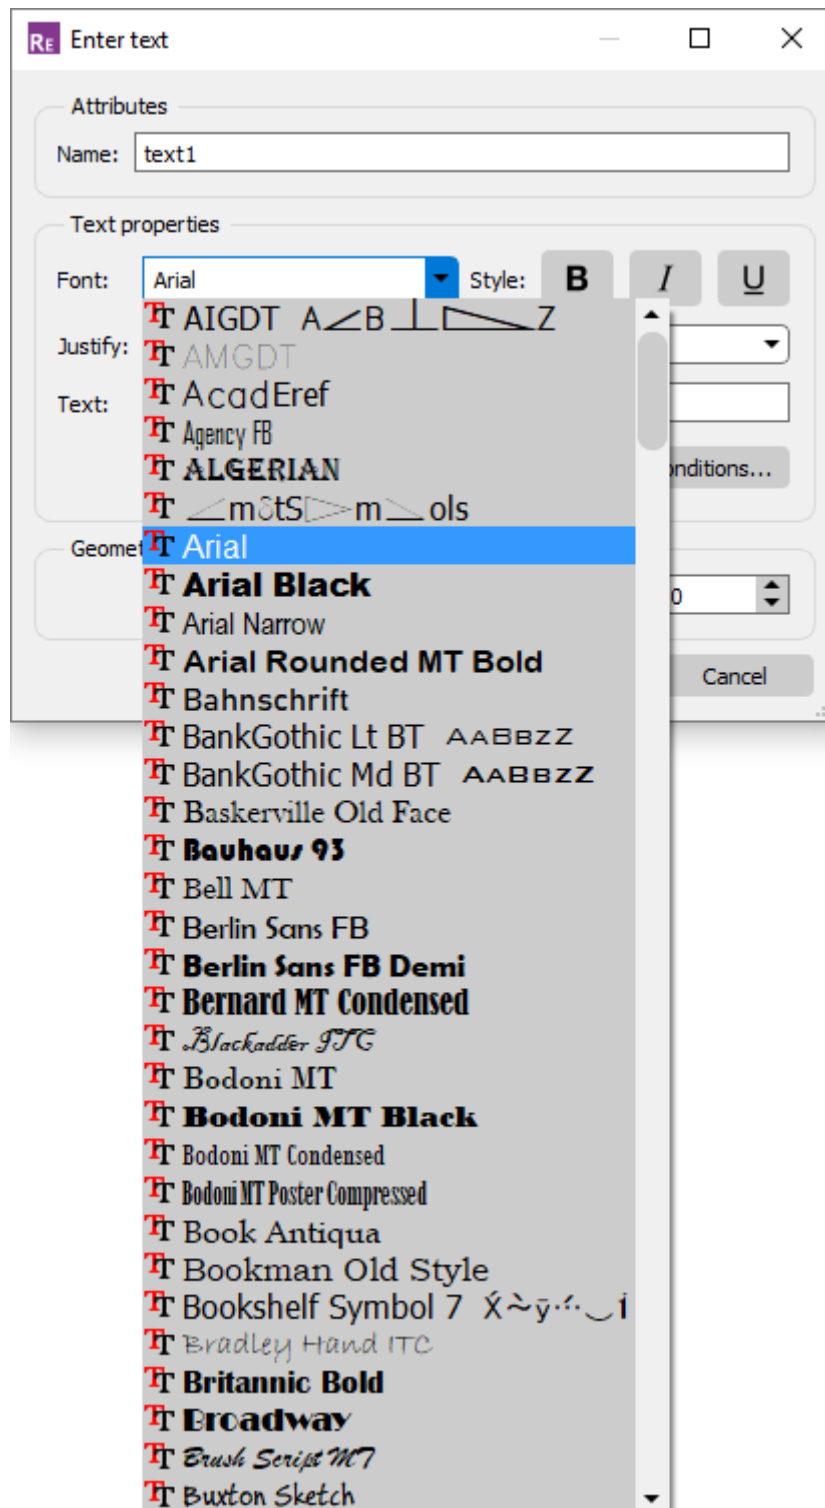 RE Enter text
Attributes
Name: text1
Text properties
Font: Arial Style: B I U
Justify:
Text:
onditions...
Geomet
0
Cancel
AIGDT A B Z
AMGDT
AcadEref
Agency FB
ALGERIAN
mδtS m ols
Arial
Arial Black
Arial Narrow
Arial Rounded MT Bold
Bahnschrift
BankGothic Lt BT AABBZZ
BankGothic Md BT AABBZZ
Baskerville Old Face
Bauhaus 93
Bell MT
Berlin Sans FB
Berlin Sans FB Demi
Bernard MT Condensed
Blackadder ITC
Bodoni MT
Bodoni MT Black
Bodoni MT Condensed
Bodoni MT Poster Compressed
Book Antiqua
Bookman Old Style
Bookshelf Symbol 7
Bradley Hand ITC
Britannic Bold
Broadway
Brush Script MT
Buxton Sketch